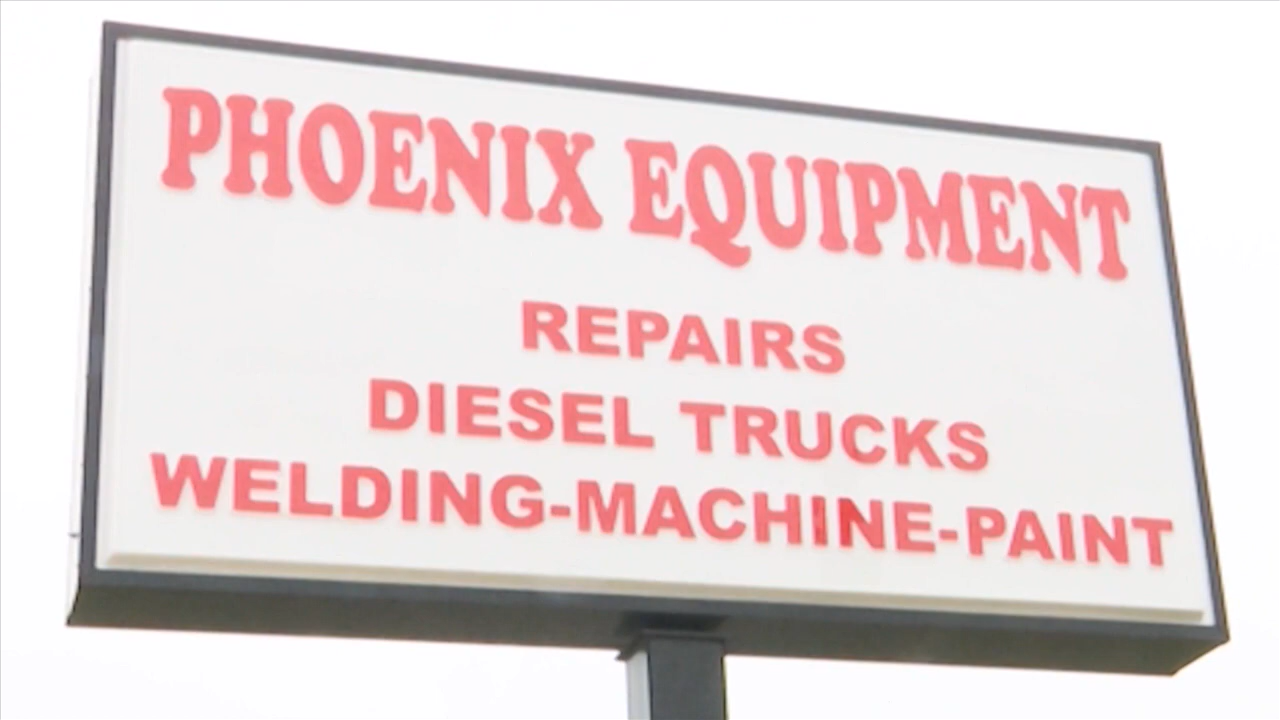 PHOENIX EQUIPMENT
REPAIRS
DIESEL TRUCKS
WELDING-MACHINE-PAINT